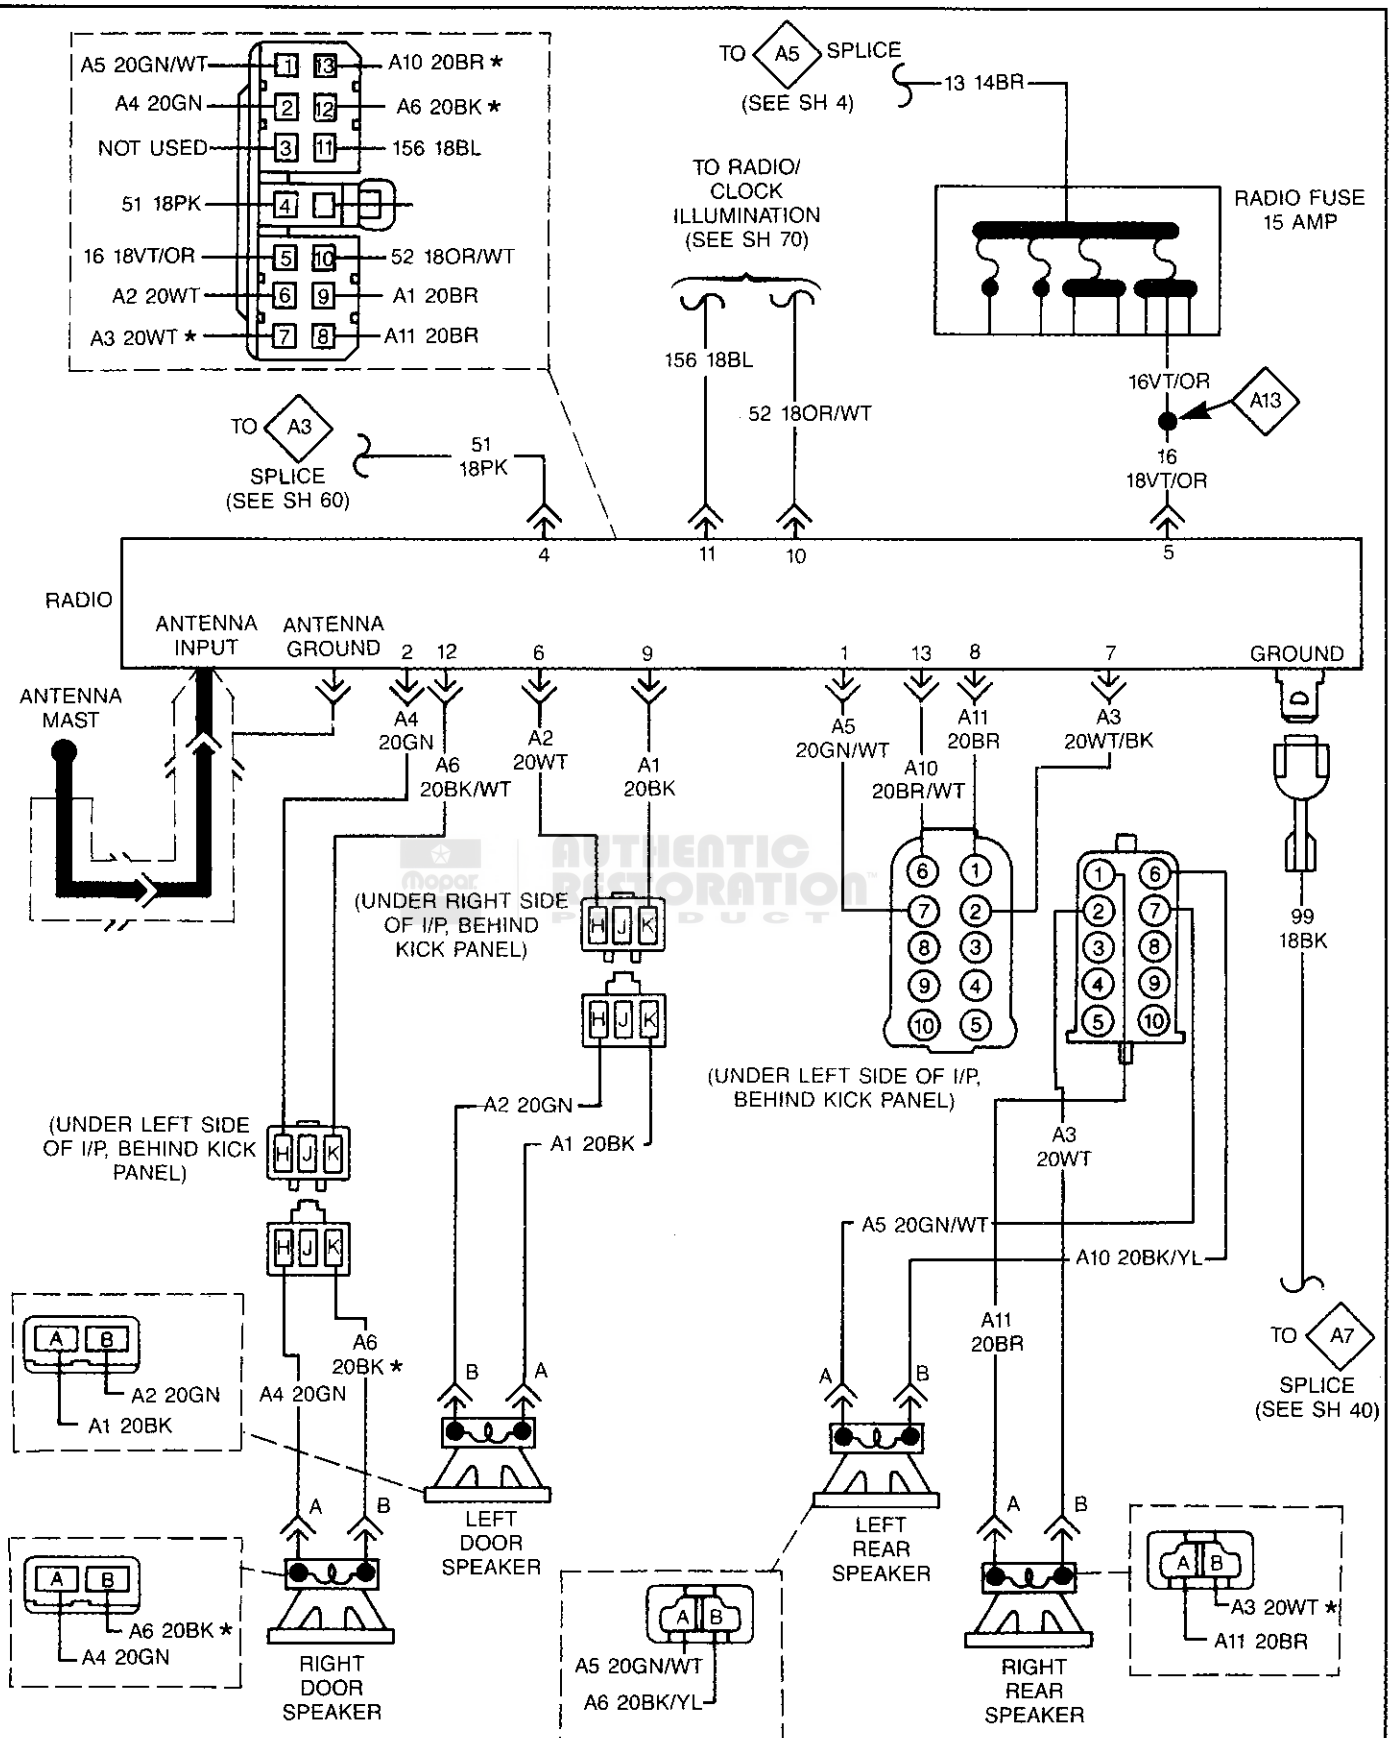 A5 20GN/WT
A4 20GN
NOT USED
51 18PK
16 18VT/OR
A2 20WT
A3 20WT *
1
2
3
4
5
6
7
13
12
11
10
9
8
A10 20BR *
A6 20BK *
156 18BL
52 18OR/WT
A1 20BR
A11 20BR
TO A5 SPLICE
(SEE SH 4)
13 14BR
TO RADIO/
CLOCK
ILLUMINATION
(SEE SH 70)
RADIO FUSE
15 AMP
156 18BL
52 18OR/WT
16VT/OR
A13
16
18VT/OR
TO A3
SPLICE
(SEE SH 60)
51
18PK
4
11
10
5
RADIO
ANTENNA
INPUT
ANTENNA
GROUND
2
12
6
9
1
13
8
7
GROUND
ANTENNA
MAST
A4
20GN
A6
20BK/WT
A2
20WT
A1
20BK
A5
20GN/WT
A10
20BR/WT
A11
20BR
A3
20WT/BK
Mopar
AUTHENTIC
RESTORATION™
PRODUCT
(UNDER RIGHT SIDE
OF I/P, BEHIND
KICK PANEL)
H J K
H J K
6 1
7 2
8 3
9 4
10 5
1 6
2 7
3 8
4 9
5 10
99
18BK
(UNDER LEFT SIDE OF I/P,
BEHIND KICK PANEL)
A2 20GN
A1 20BK
(UNDER LEFT SIDE
OF I/P, BEHIND KICK
PANEL)
H J K
H J K
A3
20WT
A5 20GN/WT
A10 20BK/YL
A11
20BR
TO A7
SPLICE
(SEE SH 40)
A B
A2 20GN
A1 20BK
A6
20BK *
A4 20GN
B A
LEFT
DOOR
SPEAKER
A B
LEFT
REAR
SPEAKER
A B
RIGHT
DOOR
SPEAKER
A B
A6 20BK *
A4 20GN
A B
A5 20GN/WT
A6 20BK/YL
A B
RIGHT
REAR
SPEAKER
A B
A3 20WT *
A11 20BR